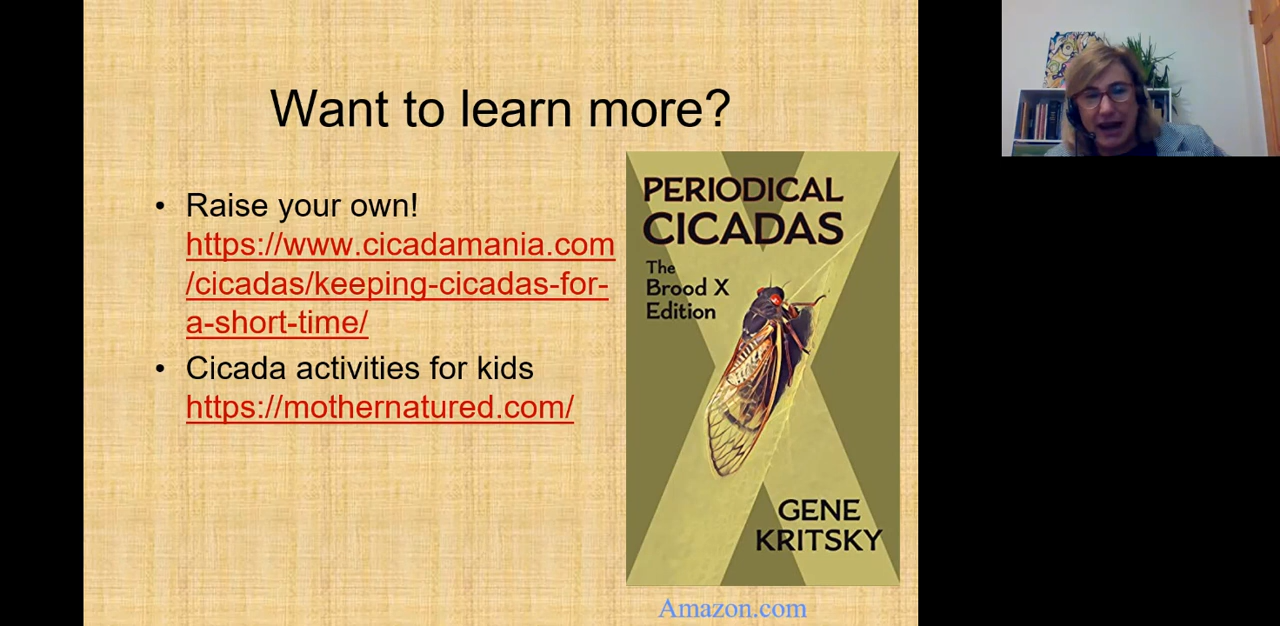 Want to learn more?
• Raise your own!
https://www.cicadamania.com
/cicadas/keeping-cicadas-for-
a-short-time/
• Cicada activities for kids
https://mothernatured.com/
PERIODICAL
CICADAS
The
Brood X
Edition
GENE
KRITSKY
Amazon.com